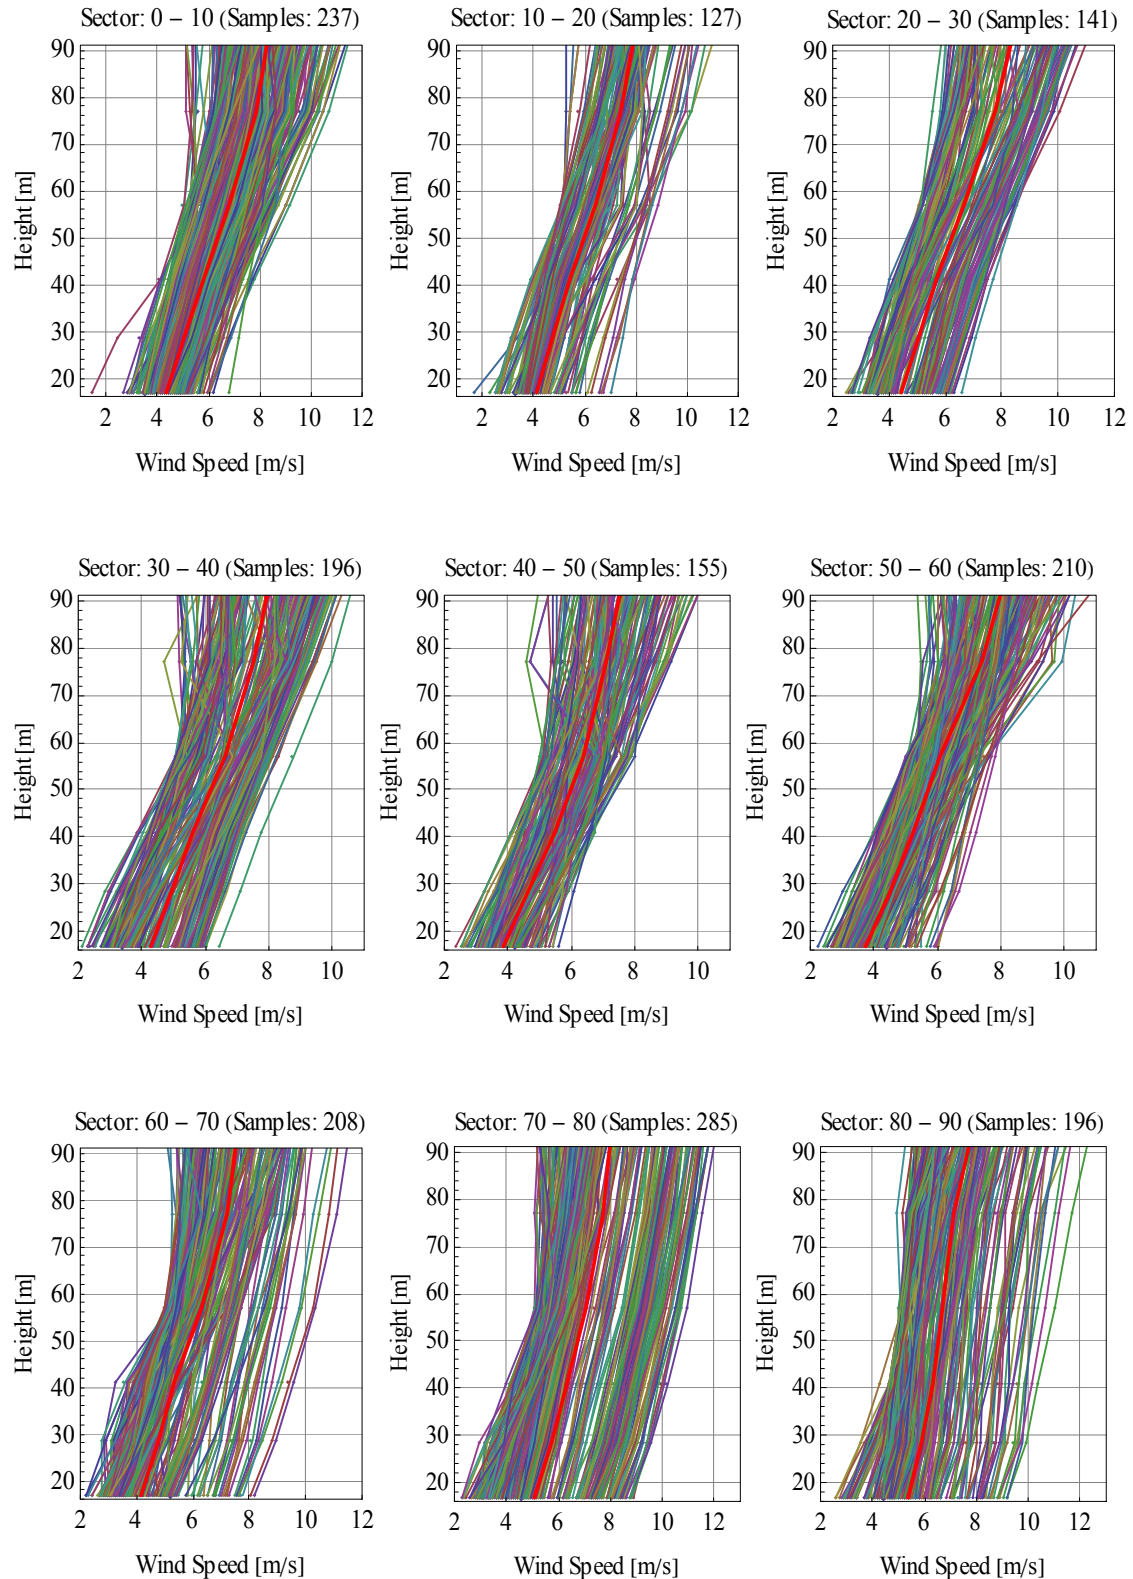 Sector: 0 – 10 (Samples: 237)
90
80
70
60
50
40
30
20
Height [m]
2 4 6 8 10 12
Wind Speed [m/s]
Sector: 10 – 20 (Samples: 127)
90
80
70
60
50
40
30
20
Height [m]
2 4 6 8 10 12
Wind Speed [m/s]
Sector: 20 – 30 (Samples: 141)
90
80
70
60
50
40
30
20
Height [m]
2 4 6 8 10 12
Wind Speed [m/s]
Sector: 30 – 40 (Samples: 196)
90
80
70
60
50
40
30
20
Height [m]
2 4 6 8 10
Wind Speed [m/s]
Sector: 40 – 50 (Samples: 155)
90
80
70
60
50
40
30
20
Height [m]
2 4 6 8 10
Wind Speed [m/s]
Sector: 50 – 60 (Samples: 210)
90
80
70
60
50
40
30
20
Height [m]
2 4 6 8 10
Wind Speed [m/s]
Sector: 60 – 70 (Samples: 208)
90
80
70
60
50
40
30
20
Height [m]
2 4 6 8 10 12
Wind Speed [m/s]
Sector: 70 – 80 (Samples: 285)
90
80
70
60
50
40
30
20
Height [m]
2 4 6 8 10 12
Wind Speed [m/s]
Sector: 80 – 90 (Samples: 196)
90
80
70
60
50
40
30
20
Height [m]
2 4 6 8 10 12
Wind Speed [m/s]